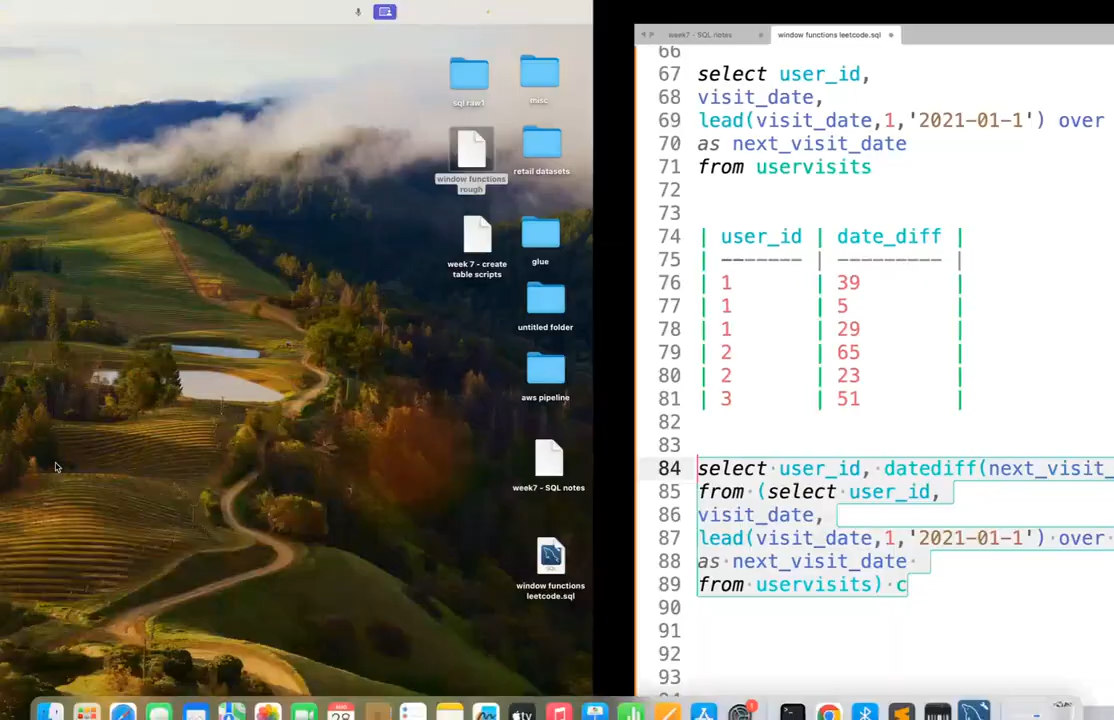 sql raw1
misc
window functions
rough
retail datasets
week 7 - create
table scripts
glue
untitled folder
aws pipeline
week7 - SQL notes
window functions
leetcode.sql
week7 - SQL notes
window functions leetcode.sql
66
67 select user_id,
68 visit_date,
69 lead(visit_date,1,'2021-01-1') over
70 as next_visit_date
71 from uservisits
72
73
74 | user_id | date_diff |
75 | ------- | --------- |
76 | 1 | 39 |
77 | 1 | 5 |
78 | 1 | 29 |
79 | 2 | 65 |
80 | 2 | 23 |
81 | 3 | 51 |
82
83
84 select user_id, datediff(next_visit_
85 from (select user_id,
86 visit_date,
87 lead(visit_date,1,'2021-01-1') over
88 as next_visit_date
89 from uservisits) c
90
91
92
93
AUG
28
tv
1